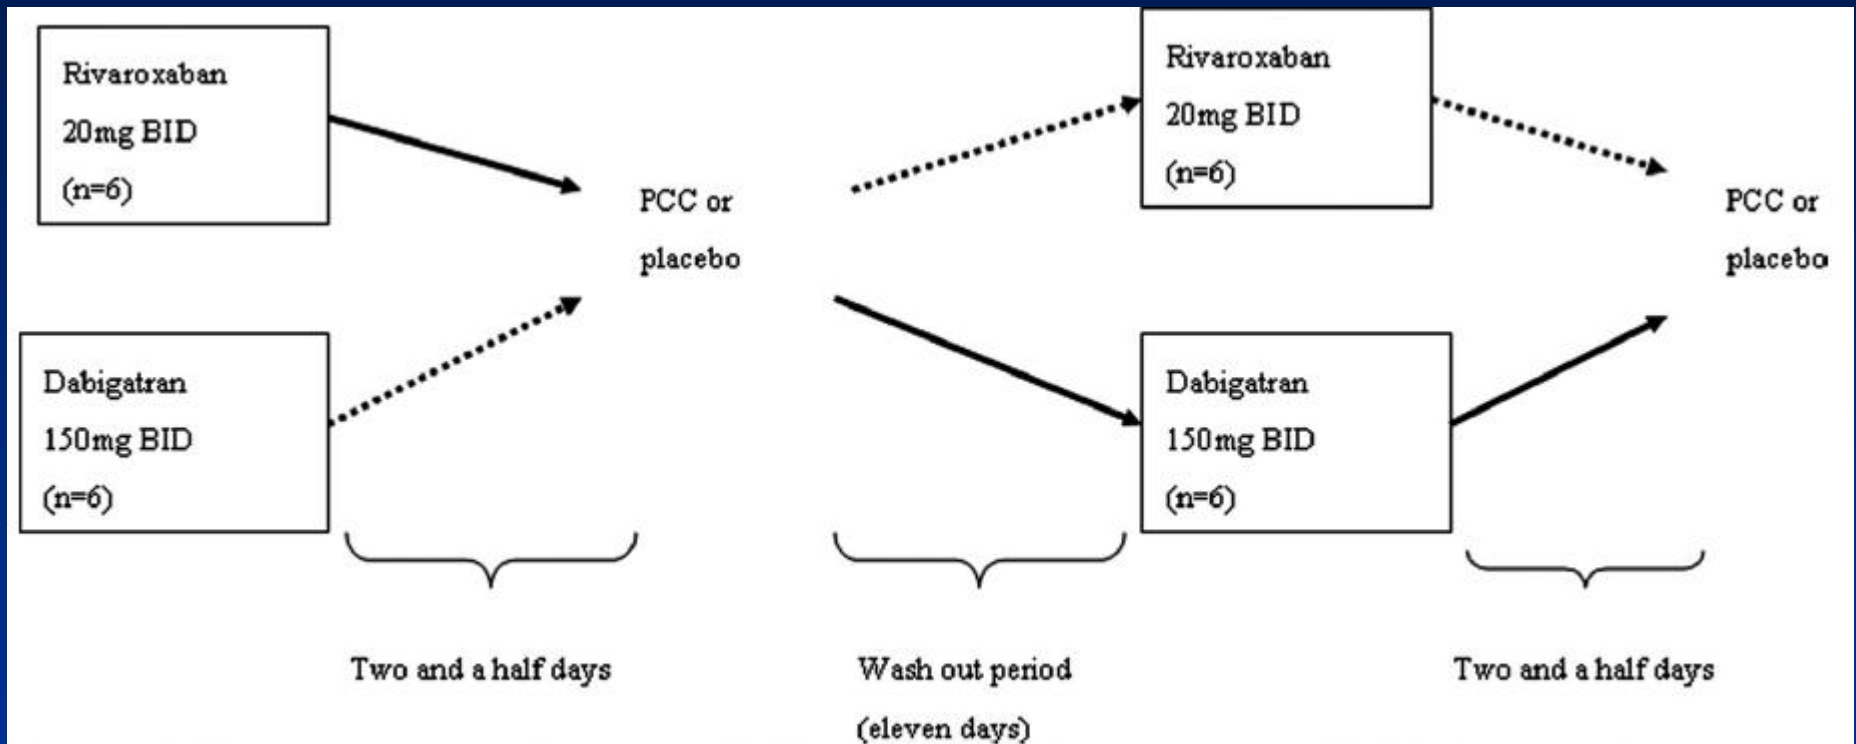 Rivaroxaban
20mg BID
(n=6)
Dabigatran
150mg BID
(n=6)
PCC or
placebo
Rivaroxaban
20mg BID
(n=6)
Dabigatran
150mg BID
(n=6)
PCC or
placebo
Two and a half days
Wash out period
(eleven days)
Two and a half days